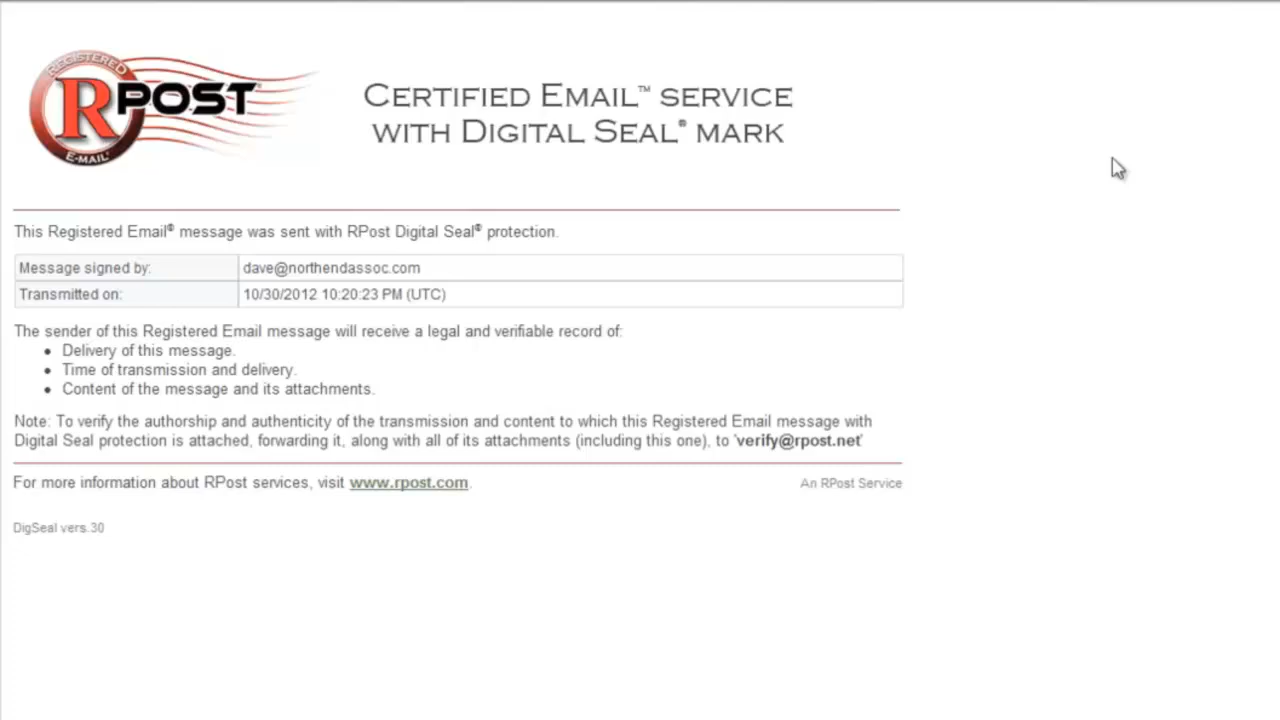 REGISTERED
RPOST®
E-MAIL®
CERTIFIED EMAIL™ SERVICE
WITH DIGITAL SEAL® MARK
This Registered Email® message was sent with RPost Digital Seal® protection.
Message signed by: dave@northendassoc.com
Transmitted on: 10/30/2012 10:20:23 PM (UTC)
The sender of this Registered Email message will receive a legal and verifiable record of:
• Delivery of this message.
• Time of transmission and delivery.
• Content of the message and its attachments.
Note: To verify the authorship and authenticity of the transmission and content to which this Registered Email message with
Digital Seal protection is attached, forwarding it, along with all of its attachments (including this one), to 'verify@rpost.net'
For more information about RPost services, visit www.rpost.com. An RPost Service
DigSeal vers.30